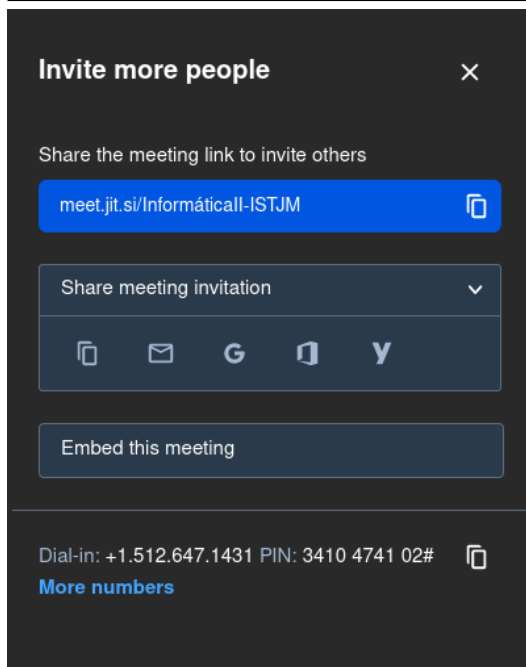 Invite more people
Share the meeting link to invite others
meet.jit.si/InformáticaII-ISTJM
Share meeting invitation
Embed this meeting
Dial-in: +1.512.647.1431 PIN: 3410 4741 02#
More numbers